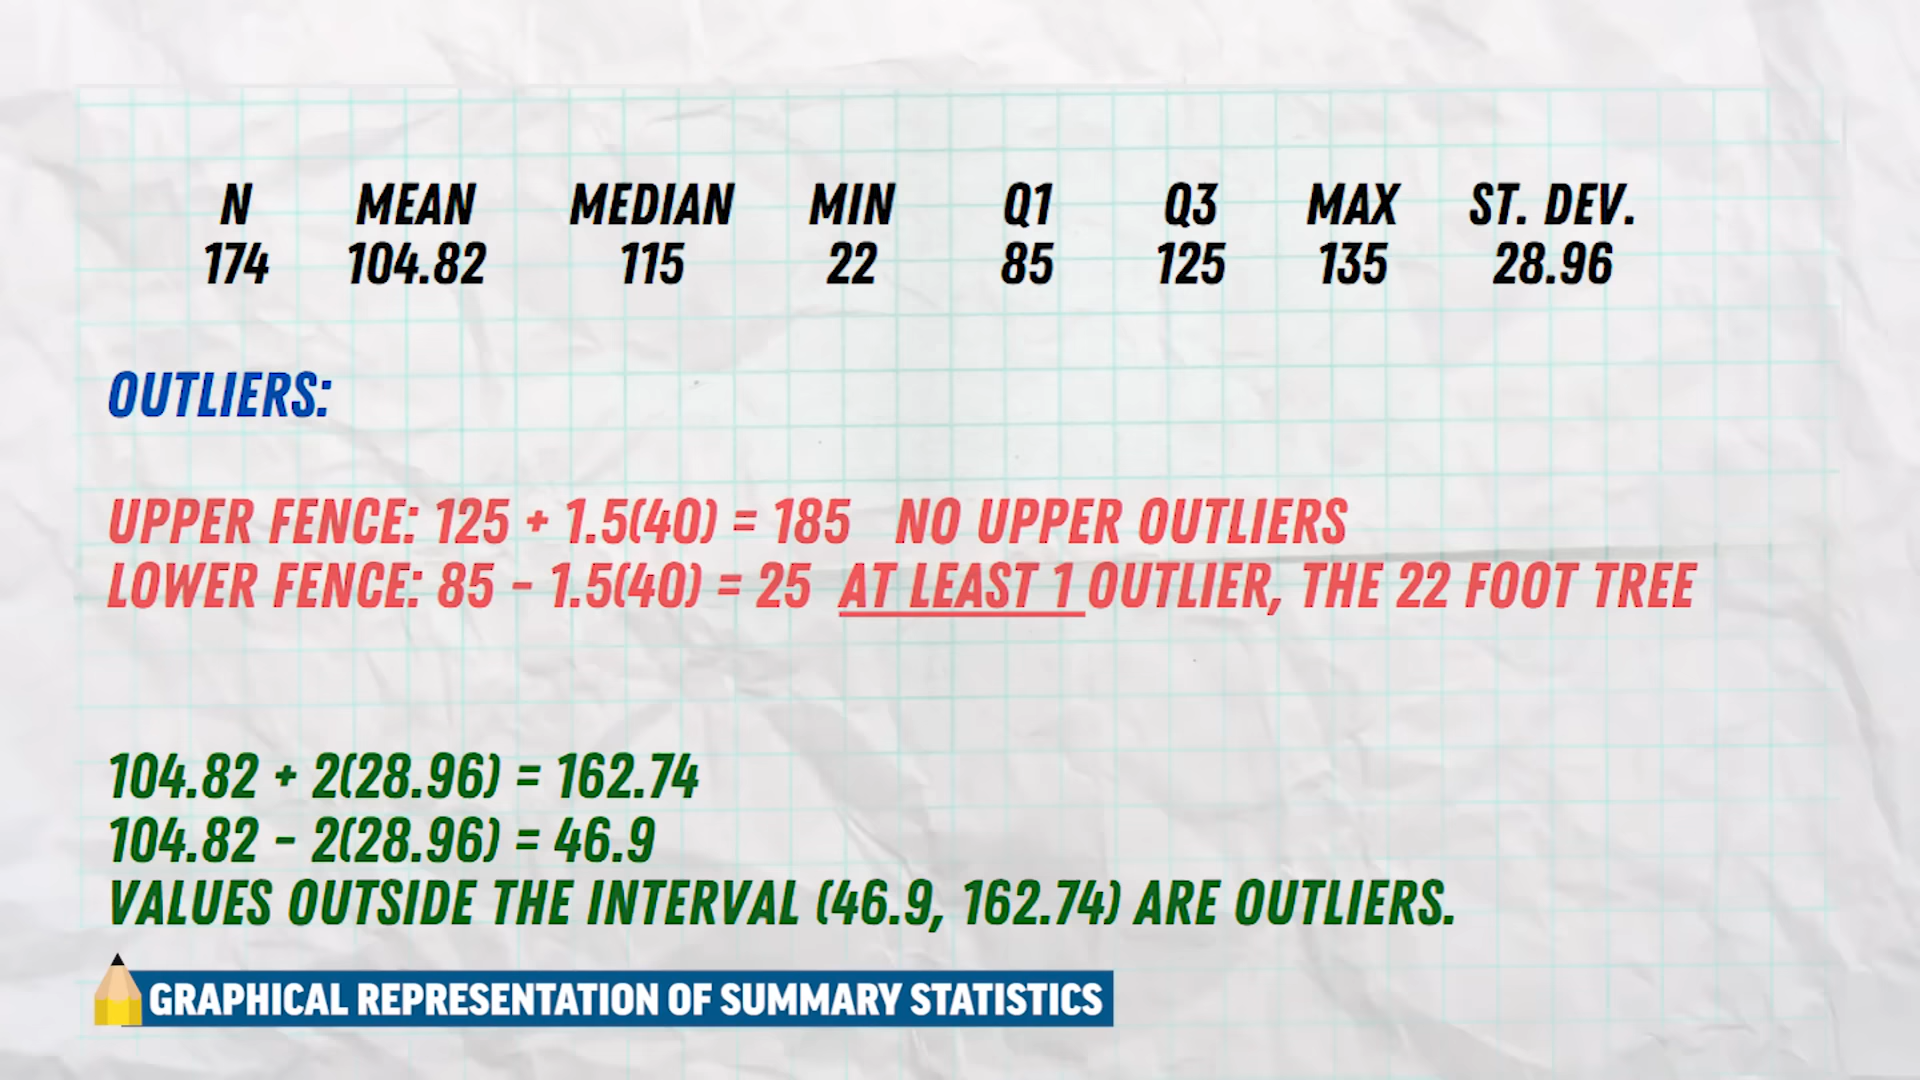 N MEAN MEDIAN MIN Q1 Q3 MAX ST. DEV.
174 104.82 115 22 85 125 135 28.96
OUTLIERS:
UPPER FENCE: 125 + 1.5(40) = 185 NO UPPER OUTLIERS
LOWER FENCE: 85 - 1.5(40) = 25 AT LEAST 1 OUTLIER, THE 22 FOOT TREE
104.82 + 2(28.96) = 162.74
104.82 - 2(28.96) = 46.9
VALUES OUTSIDE THE INTERVAL (46.9, 162.74) ARE OUTLIERS.
GRAPHICAL REPRESENTATION OF SUMMARY STATISTICS